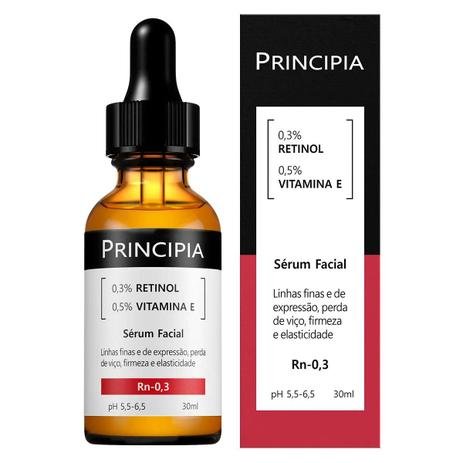 PRINCIPIA
0,3% RETINOL
0,5% VITAMINA E
Sérum Facial
Linhas finas e de expressão, perda
de viço, firmeza e elasticidade
Rn-0,3
pH 5,5-6,5 30ml
PRINCIPIA
0,3%
RETINOL
0,5%
VITAMINA E
Sérum Facial
Linhas finas e de
expressão, perda
de viço, firmeza
e elasticidade
Rn-0,3
pH 5,5-6,5 30ml